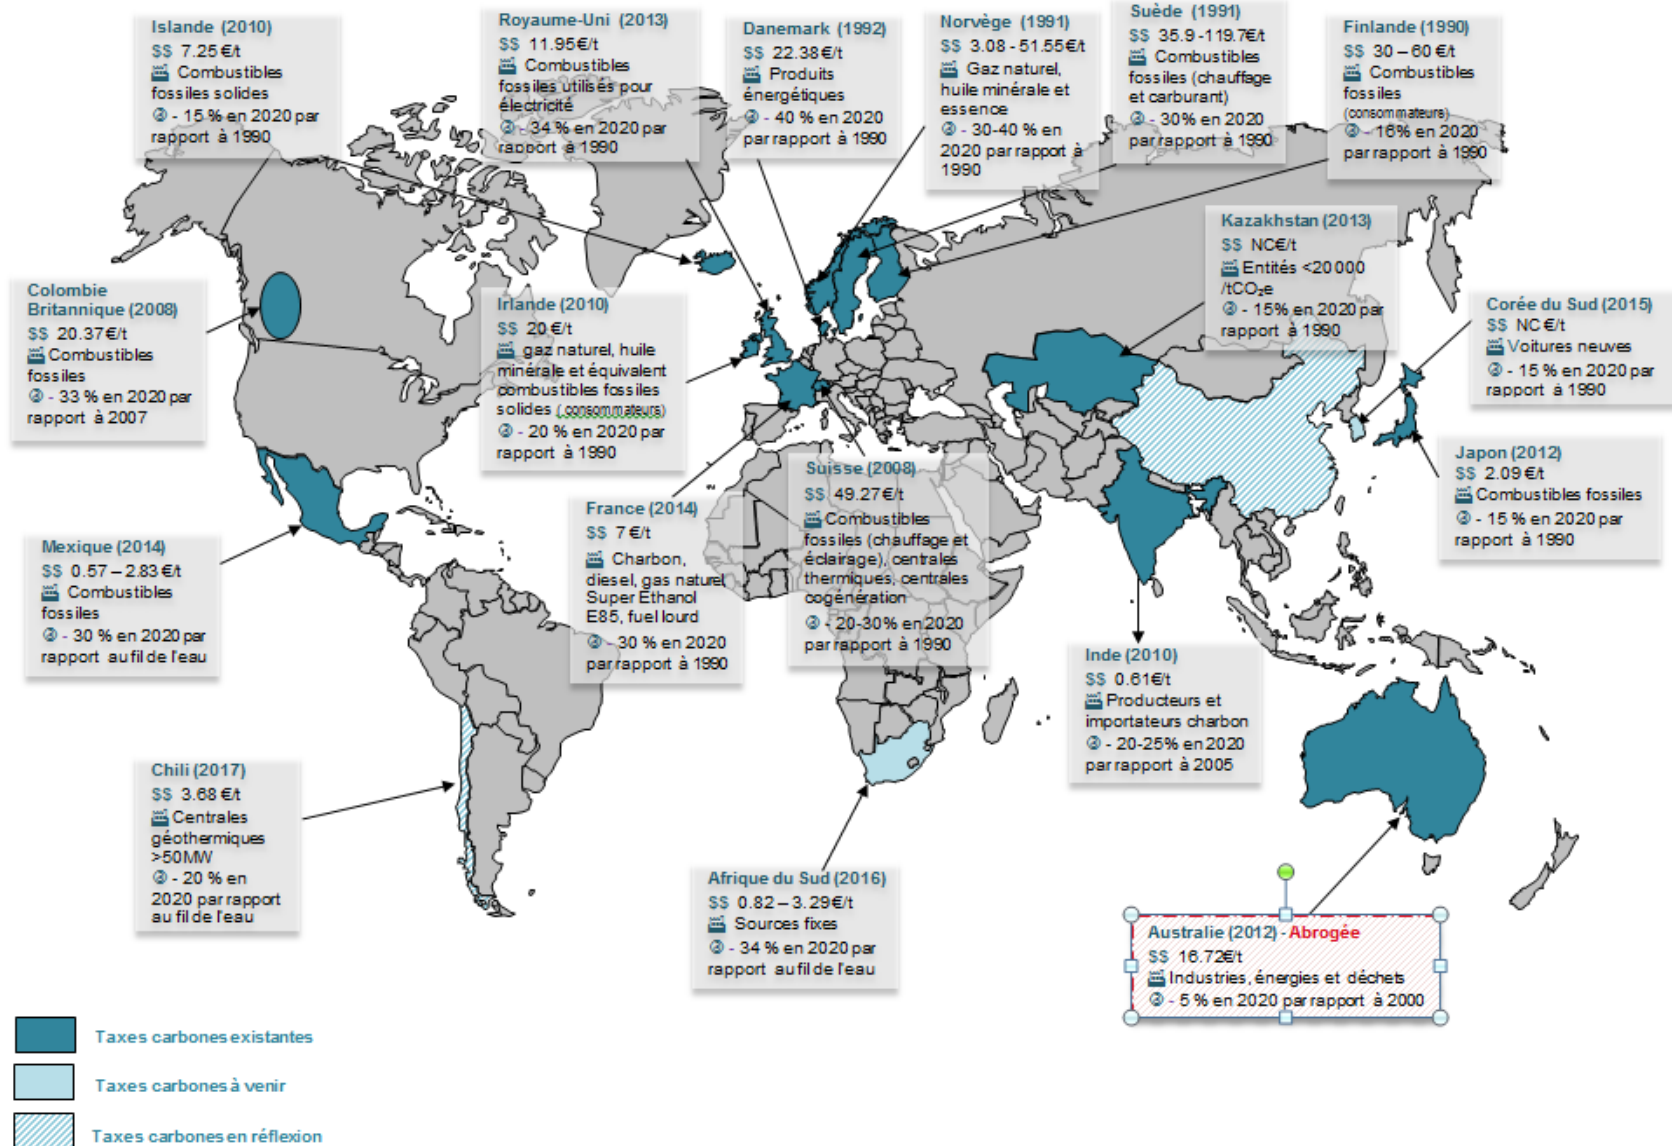 Islande (2010)
$$ 7.25 €/t
Combustibles
fossiles solides
- 15 % en 2020 par
rapport à 1990
Royaume-Uni (2013)
$$ 11.95€/t
Combustibles
fossiles utilisés pour
électricité
- 34 % en 2020 par
rapport à 1990
Danemark (1992)
$$ 22.38 €/t
Produits
énergétiques
- 40 % en 2020
par rapport à 1990
Norvège (1991)
$$ 3.08 - 51.55€/t
Gaz naturel,
huile minérale et
essence
- 30-40 % en
2020 par rapport à
1990
Suède (1991)
$$ 35.9 -119.7€/t
Combustibles
fossiles (chauffage
et carburant)
- 30% en 2020
par rapport à 1990
Finlande (1990)
$$ 30 – 60 €/t
Combustibles
fossiles
(consommateurs)
- 16% en 2020
par rapport à 1990
Kazakhstan (2013)
$$ NC€/t
Entités <20 000
/tCO₂e
- 15% en 2020 par
rapport à 1990
Colombie
Britannique (2008)
$$ 20.37 €/t
Combustibles
fossiles
- 33 % en 2020 par
rapport à 2007
Irlande (2010)
$$ 20 €/t
gaz naturel, huile
minérale et équivalent
combustibles fossiles
solides ( consommateurs)
- 20 % en 2020 par
rapport à 1990
Corée du Sud (2015)
$$ NC €/t
Voitures neuves
- 15 % en 2020 par
rapport à 1990
Japon (2012)
$$ 2.09 €/t
Combustibles fossiles
- 15 % en 2020 par
rapport à 1990
Suisse (2008)
$$ 49.27€/t
Combustibles
fossiles (chauffage et
éclairage), centrales
thermiques, centrales
cogénération
- 20-30% en 2020
par rapport à 1990
France (2014)
$$ 7 €/t
Charbon,
diesel, gas naturel,
Super Ethanol
E85, fuel lourd
- 30 % en 2020
par rapport à 1990
Mexique (2014)
$$ 0.57 – 2.83 €/t
Combustibles
fossiles
- 30 % en 2020 par
rapport au fil de l'eau
Inde (2010)
$$ 0.61€/t
Producteurs et
importateurs charbon
- 20-25% en 2020
par rapport à 2005
Chili (2017)
$$ 3.68 €/t
Centrales
géothermiques
>50MW
- 20 % en
2020 par rapport
au fil de l'eau
Afrique du Sud (2016)
$$ 0.82 – 3.29€/t
Sources fixes
- 34 % en 2020 par
rapport au fil de l'eau
Australie (2012) - Abrogée
$$ 16.72€/t
Industries, énergies et déchets
- 5 % en 2020 par rapport à 2000
Taxes carbones existantes
Taxes carbones à venir
Taxes carbones en réflexion